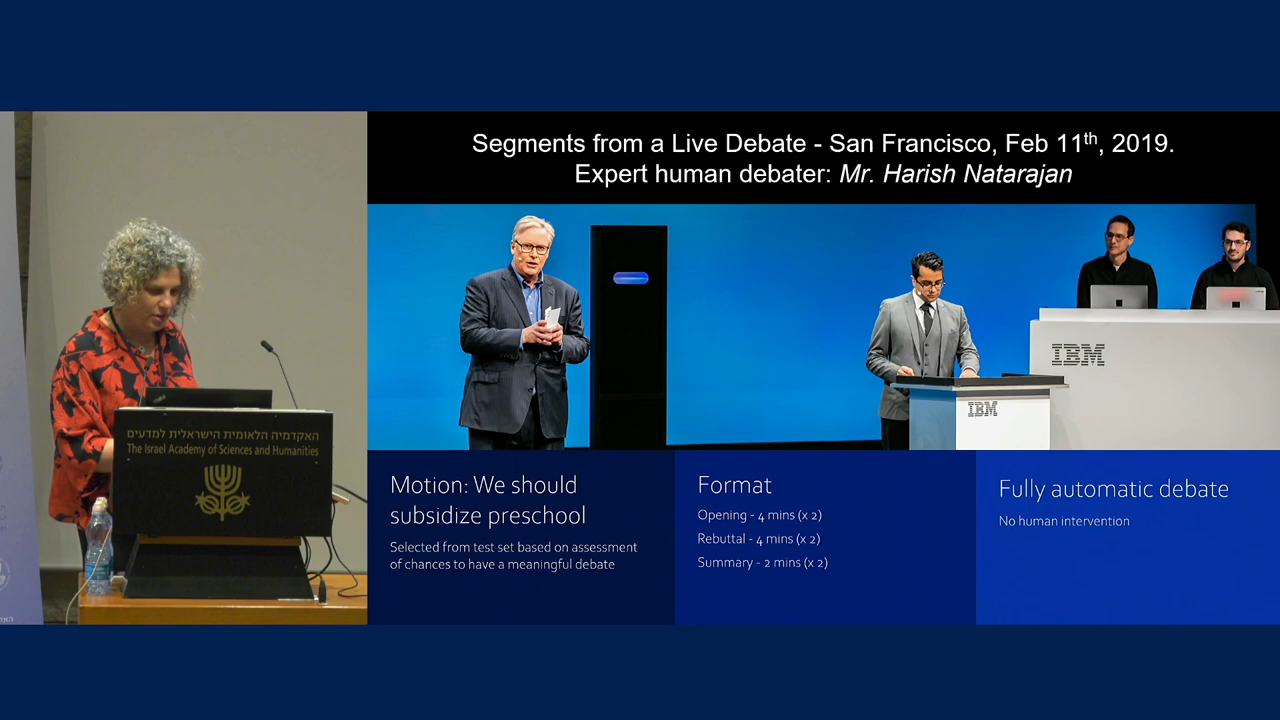 Segments from a Live Debate - San Francisco, Feb 11th, 2019.
Expert human debater: Mr. Harish Natarajan
IBM
IBM
האקדמיה הלאומית הישראלית למדעים
The Israel Academy of Sciences and Humanities
Motion: We should
subsidize preschool
Selected from test set based on assessment
of chances to have a meaningful debate
Format
Opening - 4 mins (x 2)
Rebuttal - 4 mins (x 2)
Summary - 2 mins (x 2)
Fully automatic debate
No human intervention